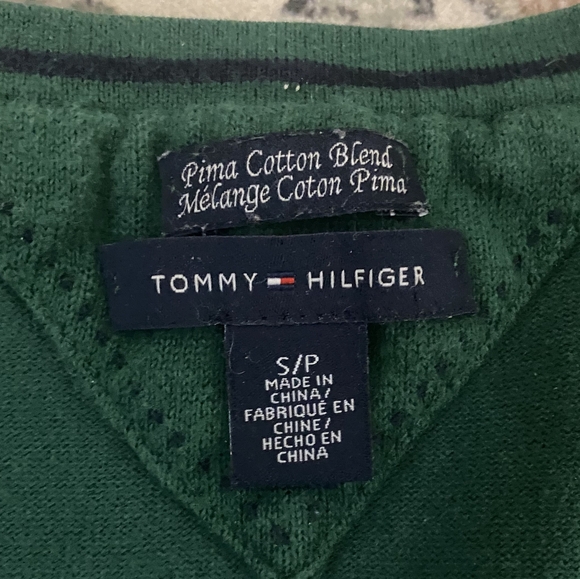 Pima Cotton Blend
Mélange Coton Pima
TOMMY HILFIGER
S/P
MADE IN
CHINA/
FABRIQUÉ EN
CHINE/
HECHO EN
CHINA